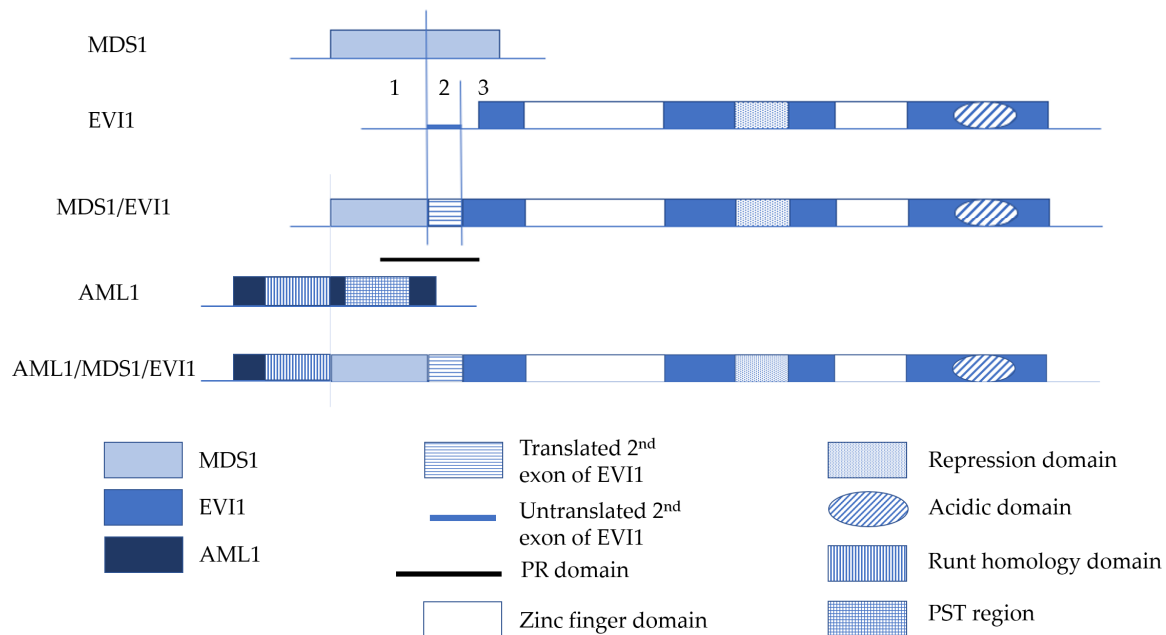 MDS1
1 2 3
EVI1
MDS1/EVI1
AML1
AML1/MDS1/EVI1
MDS1
EVI1
AML1
Translated 2nd
exon of EVI1
Untranslated 2nd
exon of EVI1
PR domain
Zinc finger domain
Repression domain
Acidic domain
Runt homology domain
PST region